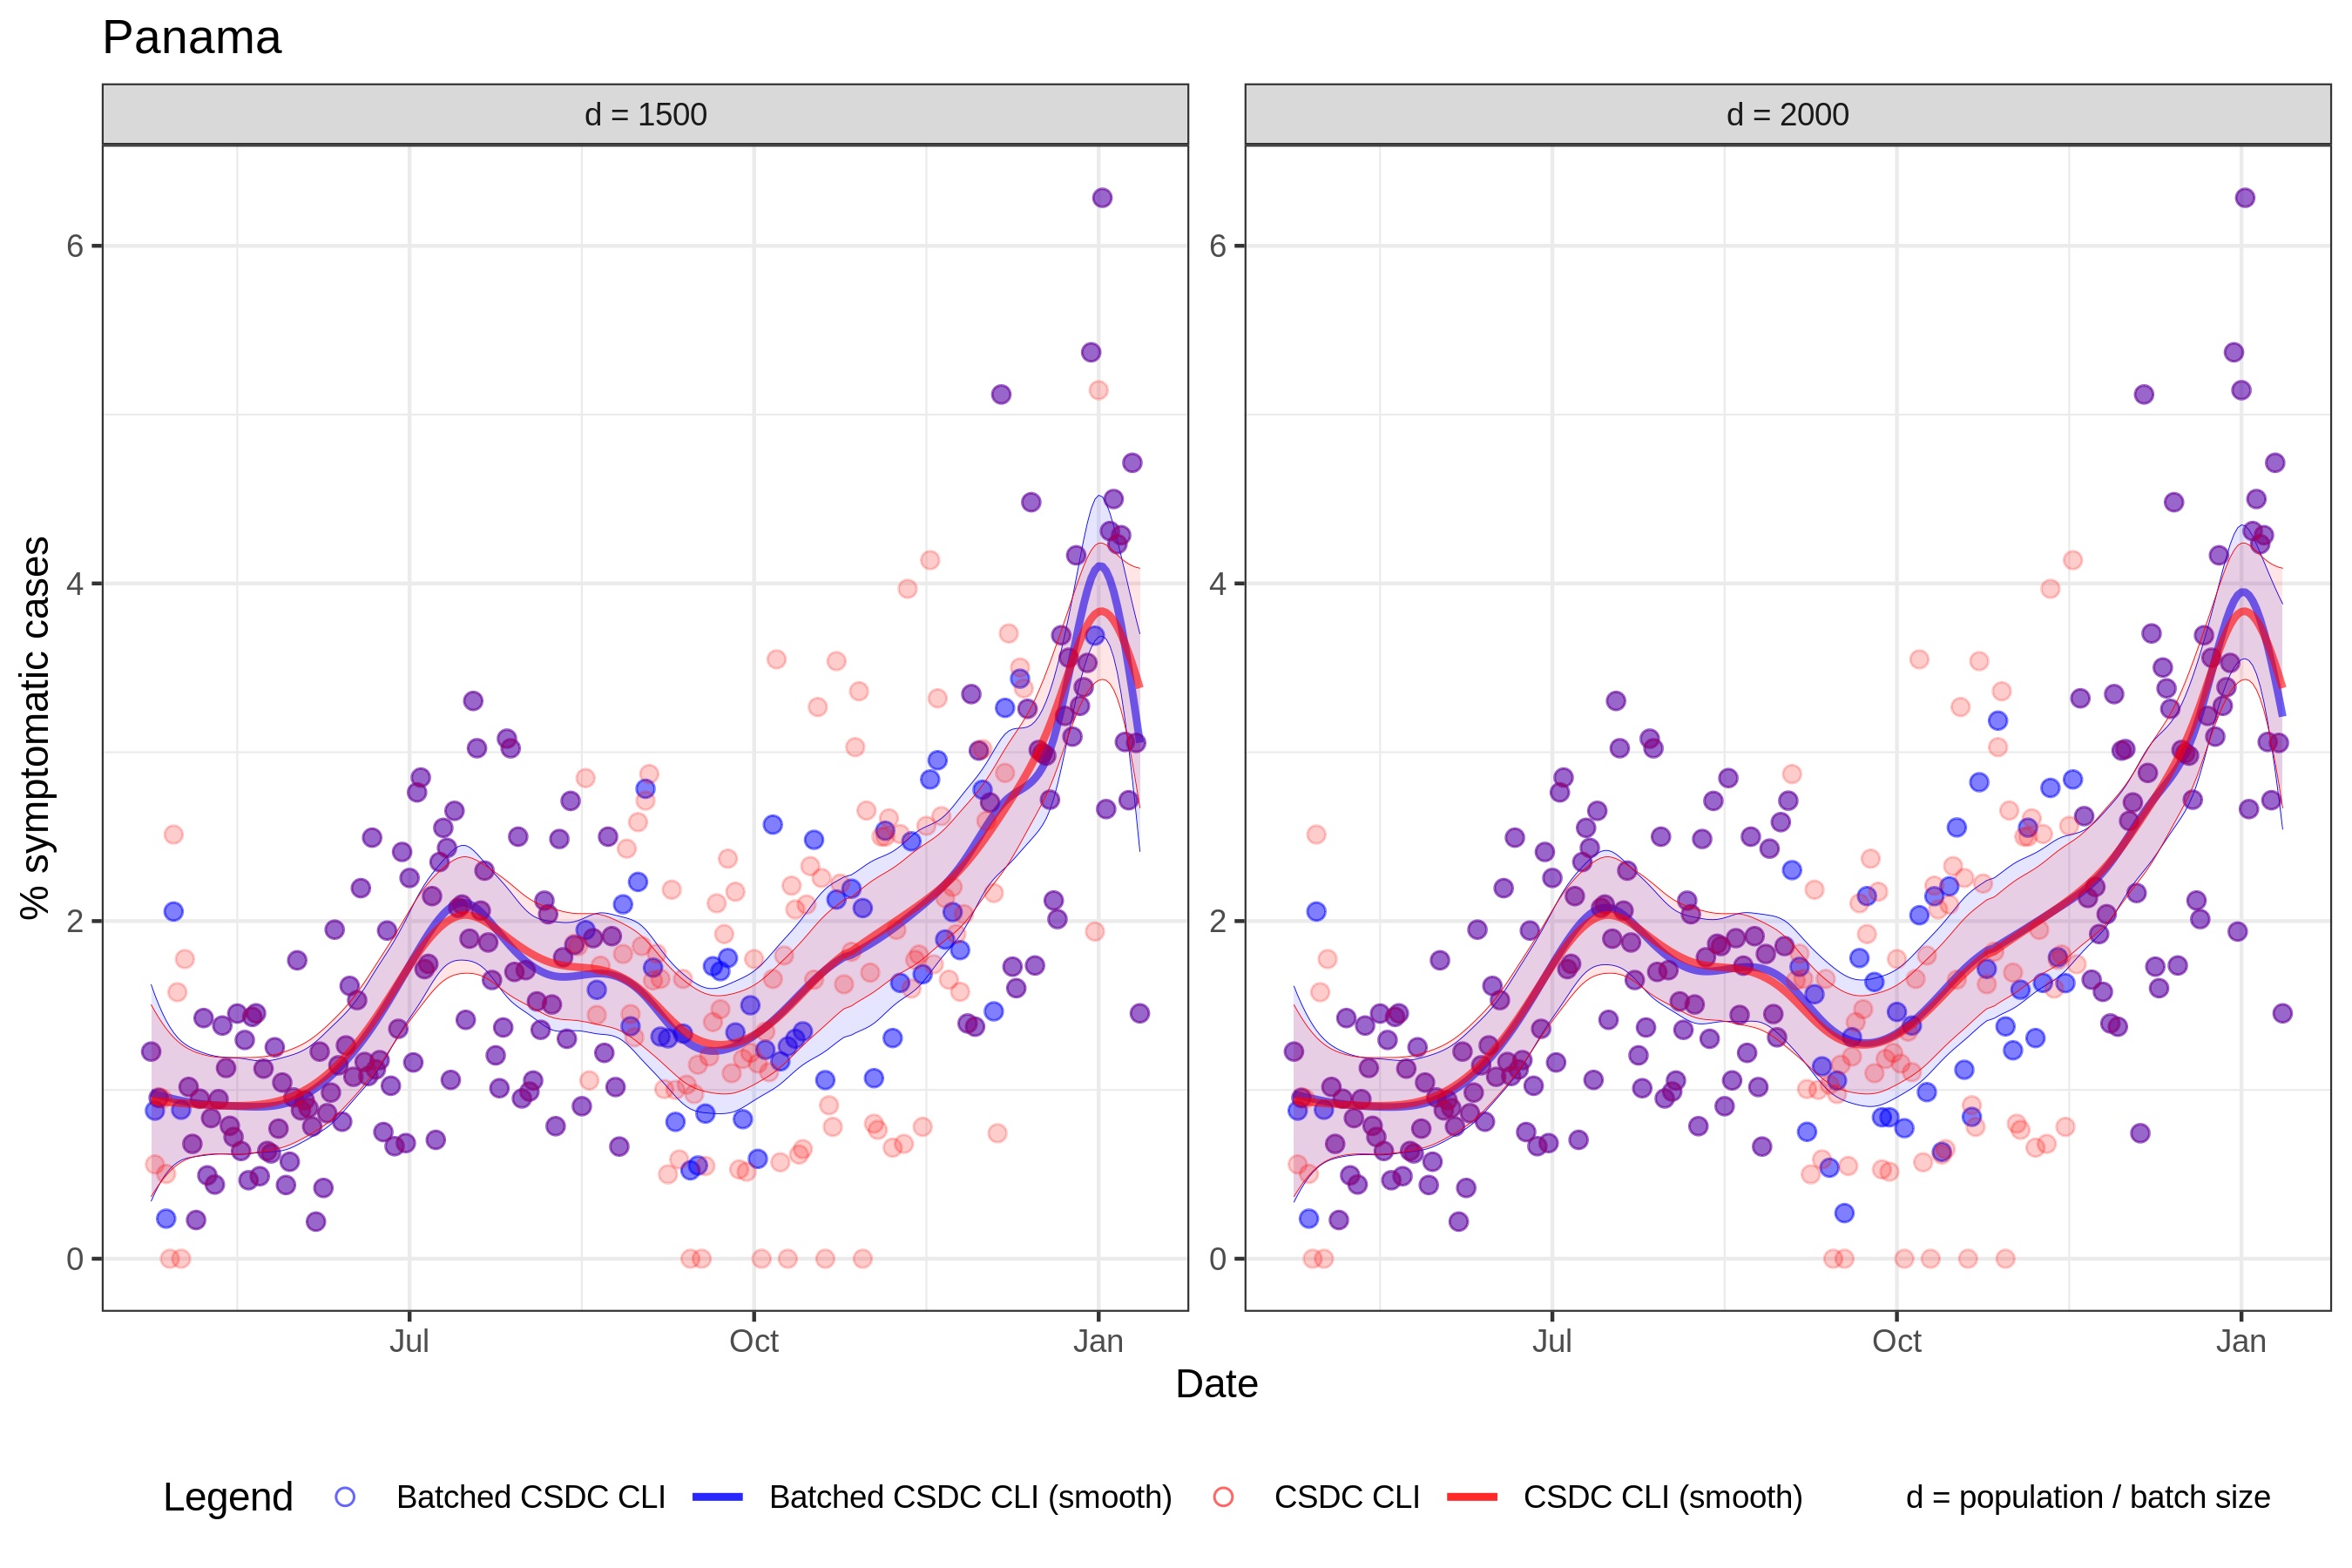 Panama
d = 1500
d = 2000
% symptomatic cases
6
4
2
0
6
4
2
0
Jul
Oct
Jan
Jul
Oct
Jan
Date
Legend
Batched CSDC CLI
Batched CSDC CLI (smooth)
CSDC CLI
CSDC CLI (smooth)
d = population / batch size